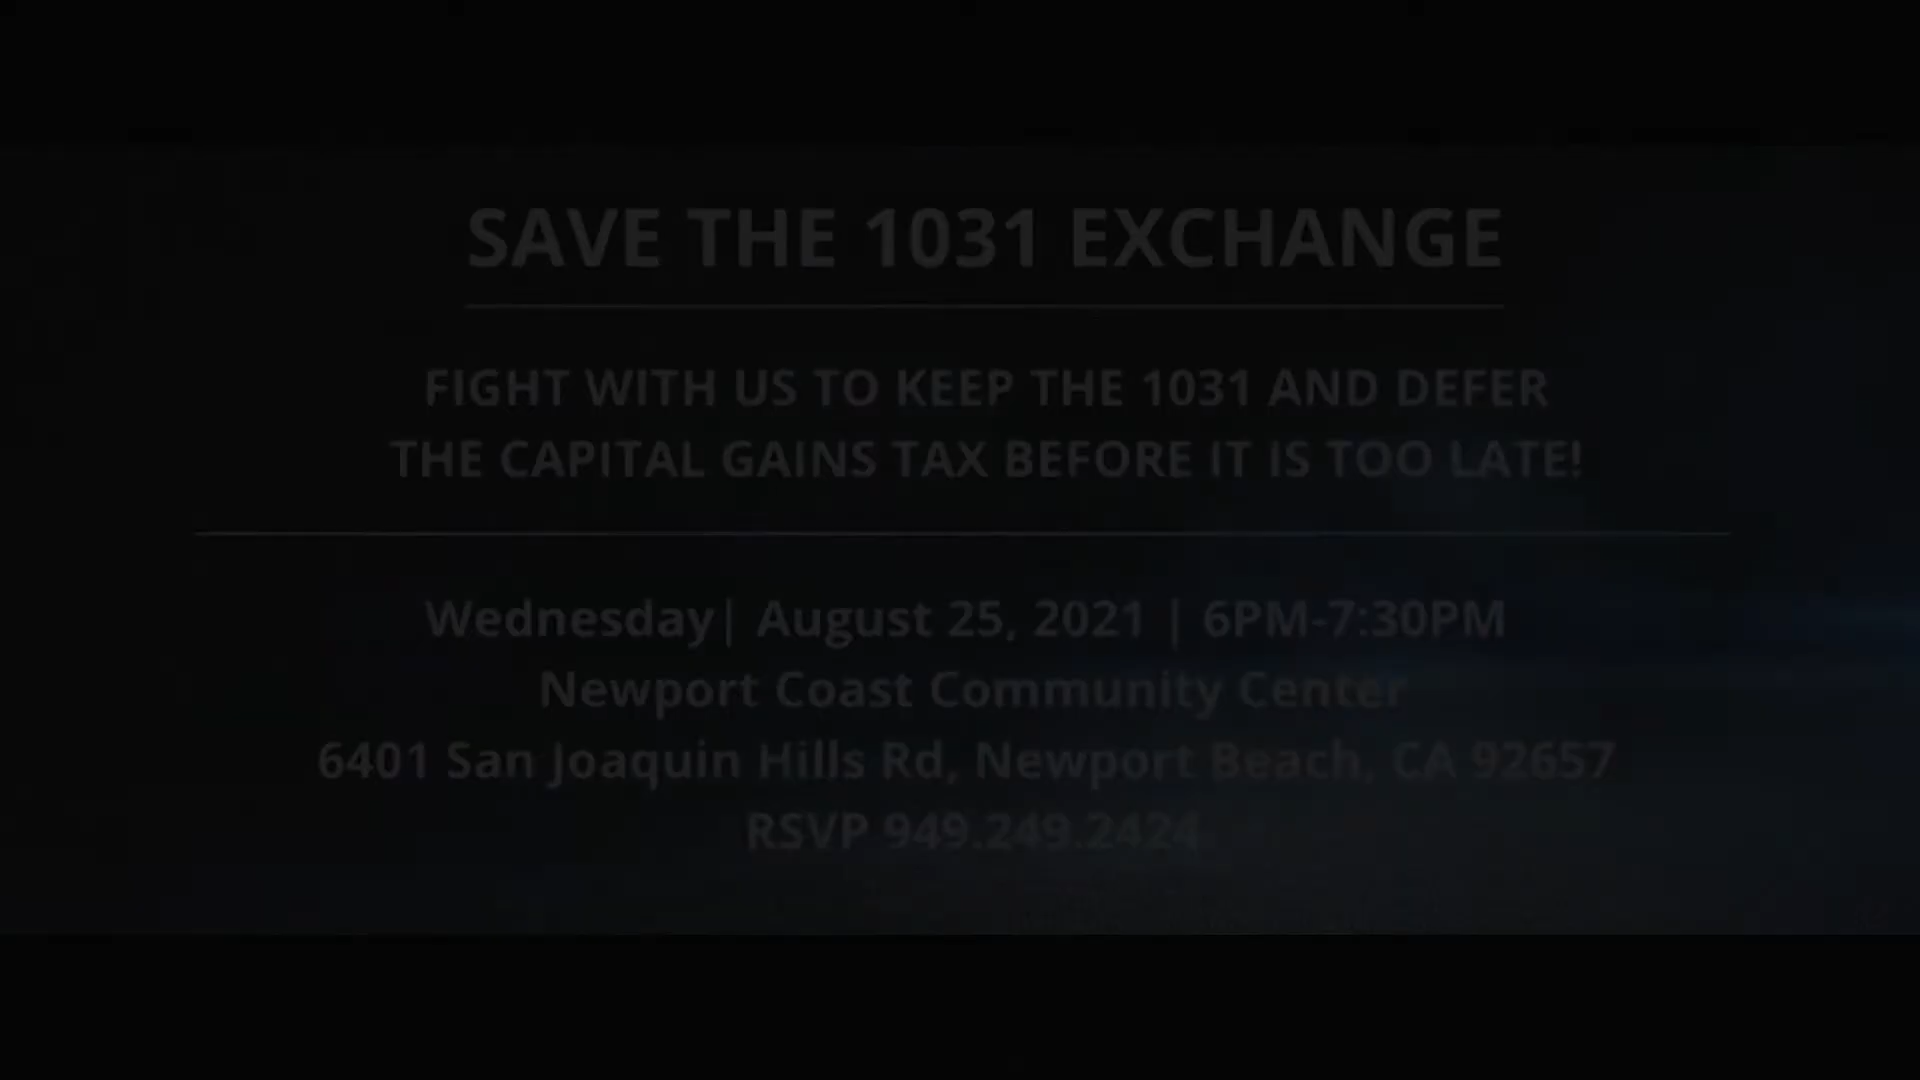 SAVE THE 1031 EXCHANGE
FIGHT WITH US TO KEEP THE 1031 AND DEFER
THE CAPITAL GAINS TAX BEFORE IT IS TOO LATE!
Wednesday| August 25, 2021 | 6PM-7:30PM
Newport Coast Community Center
6401 San Joaquin Hills Rd, Newport Beach, CA 92657
RSVP 949.249.2424